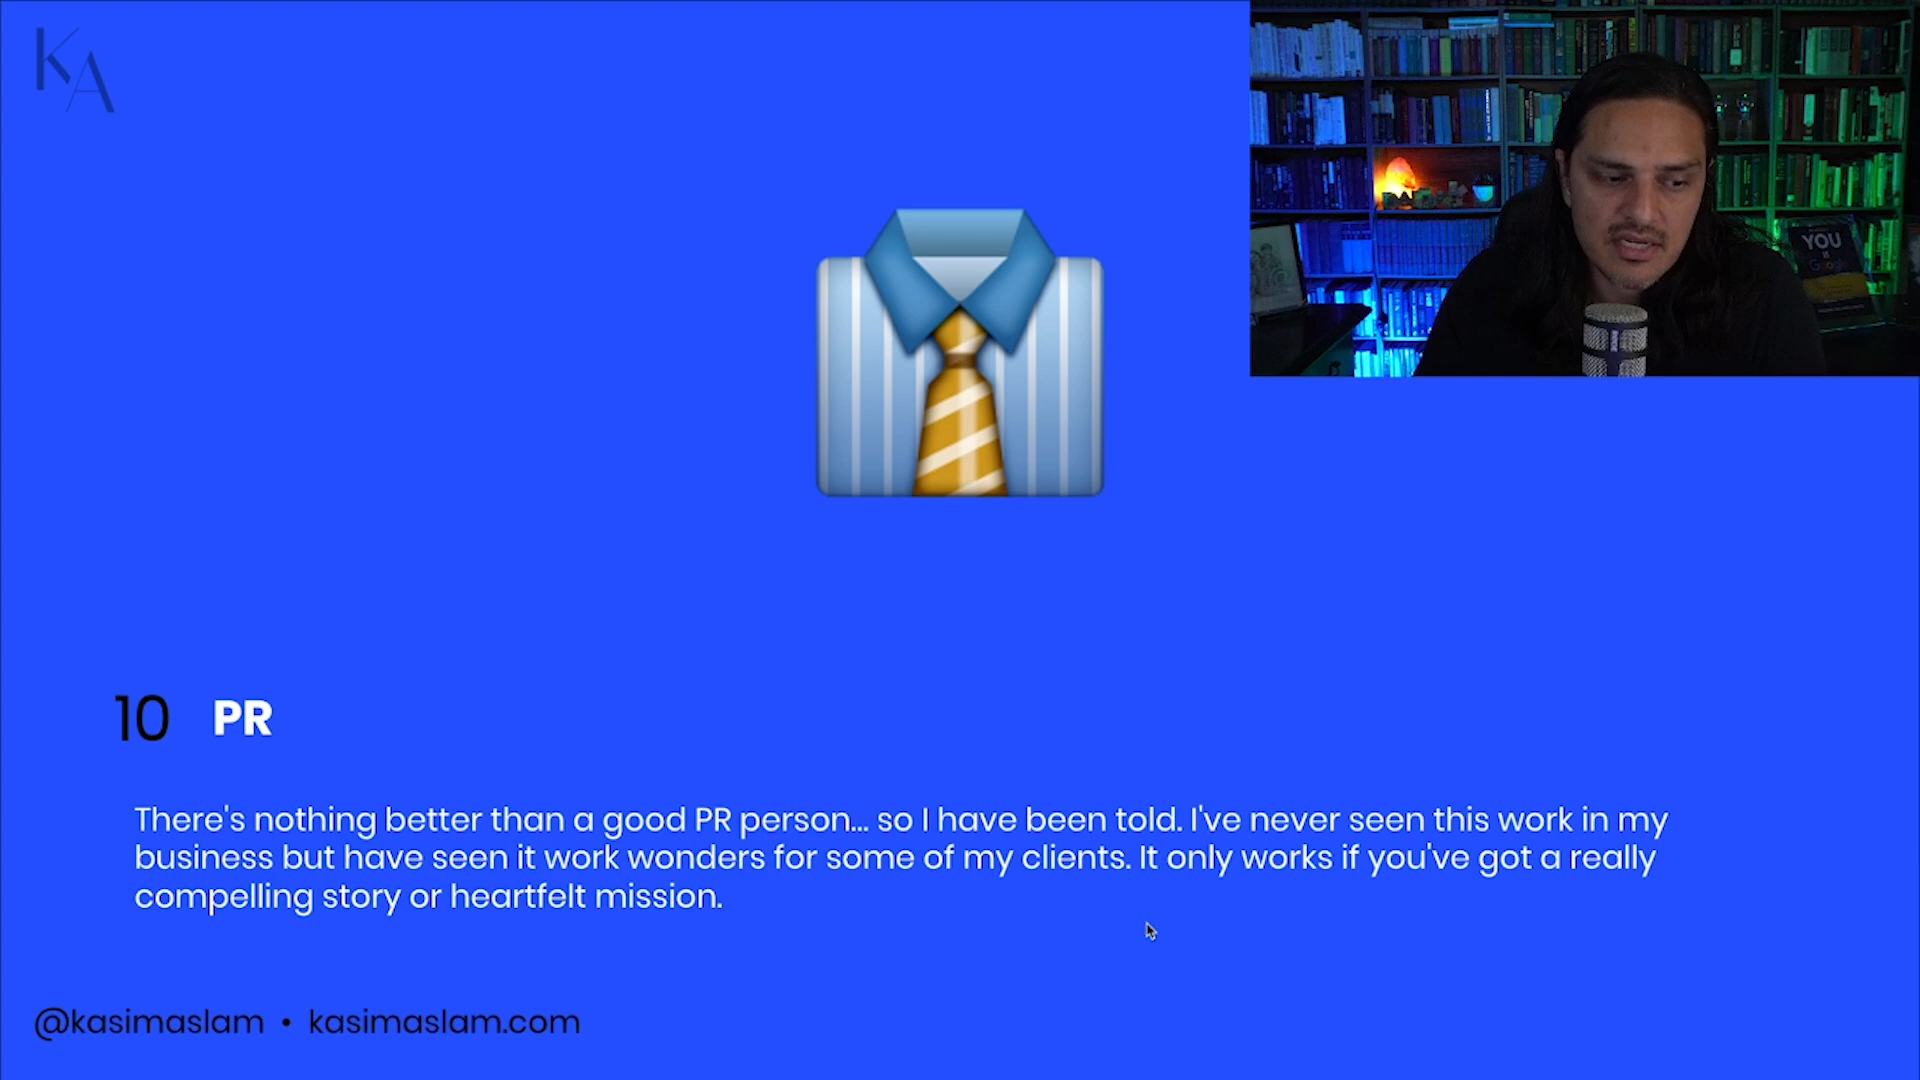 KA
YOU
IS
Google
10 PR
There's nothing better than a good PR person... so I have been told. I've never seen this work in my
business but have seen it work wonders for some of my clients. It only works if you've got a really
compelling story or heartfelt mission.
@kasimaslam • kasimaslam.com